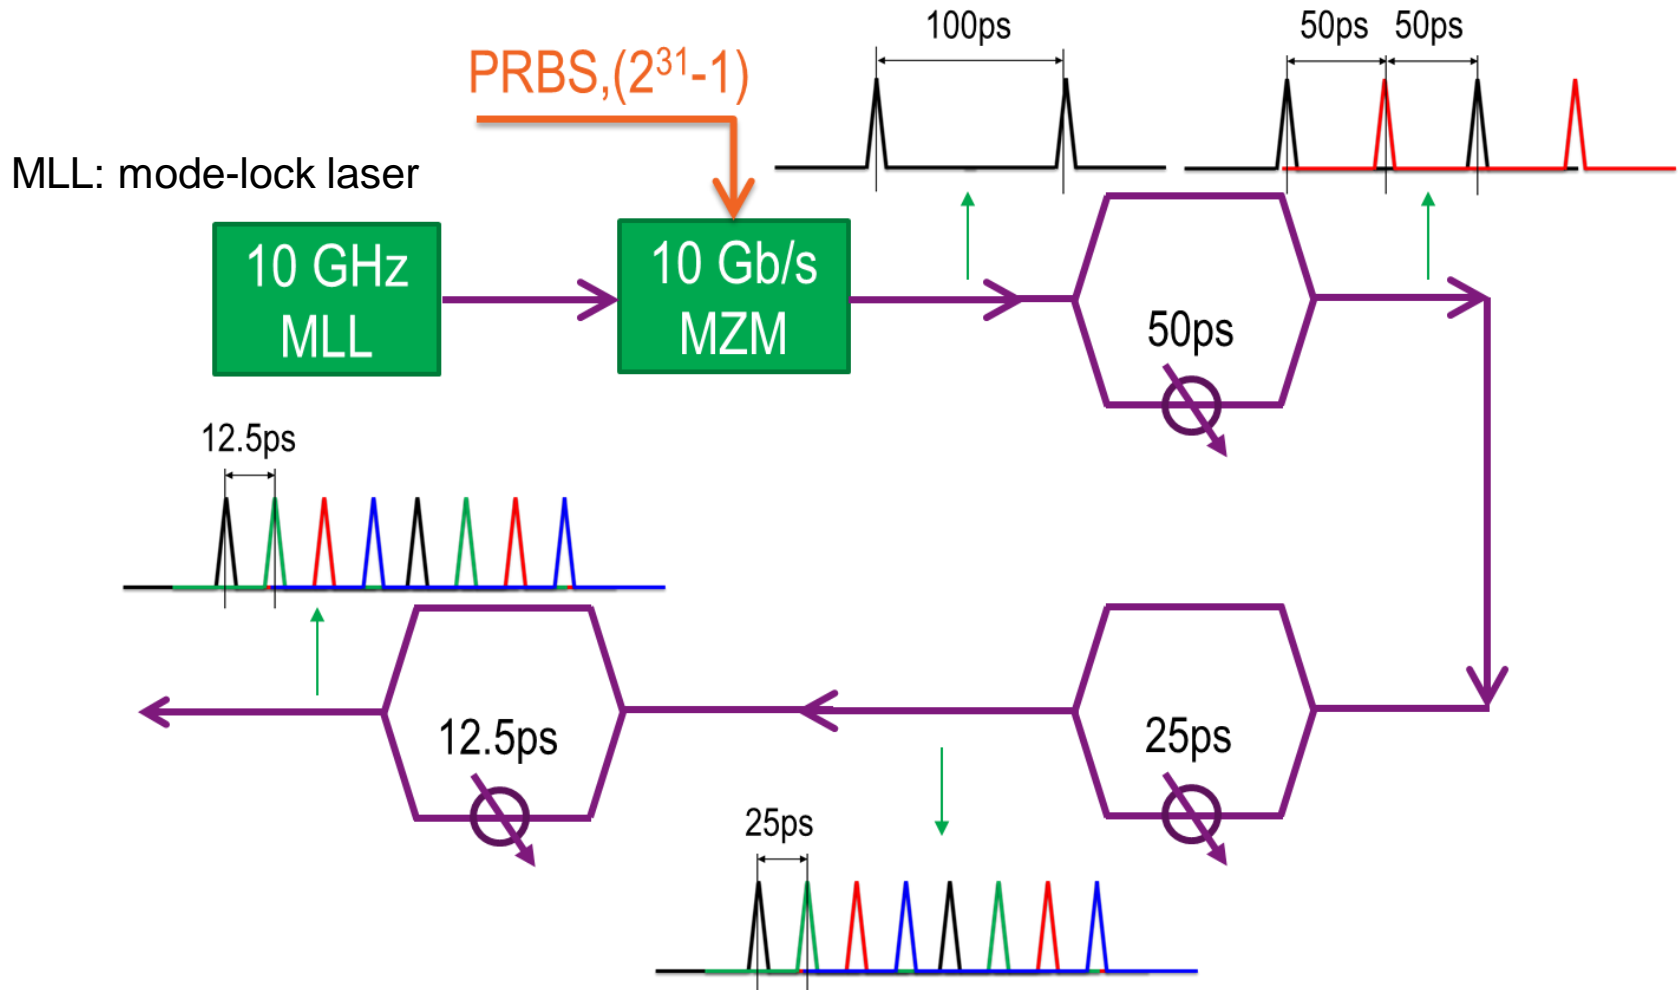 100ps
50ps 50ps
PRBS,(2³¹-1)
MLL: mode-lock laser
10 GHz
MLL
10 Gb/s
MZM
50ps
12.5ps
12.5ps
25ps
25ps